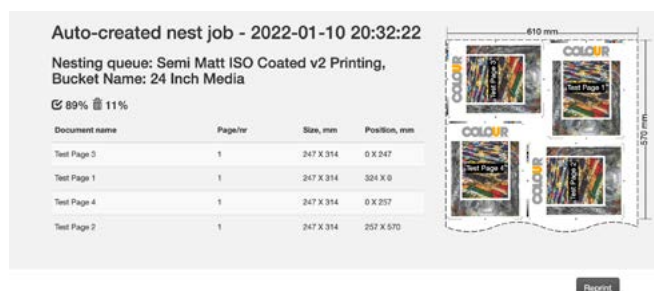 Auto-created nest job - 2022-01-10 20:32:22
Nesting queue: Semi Matt ISO Coated v2 Printing,
Bucket Name: 24 Inch Media
89% 11%
Document name Page/nr Size, mm Position, mm
Test Page 3 1 247 X 314 0 X 247
Test Page 1 1 247 X 314 324 X 0
Test Page 4 1 247 X 314 0 X 257
Test Page 2 1 247 X 314 257 X 570
610 mm
COLOUR
Test Page 3
COLOUR
Test Page 1
570 mm
COLOUR
Test Page 4
COLOUR
Test Page 2
Reprint